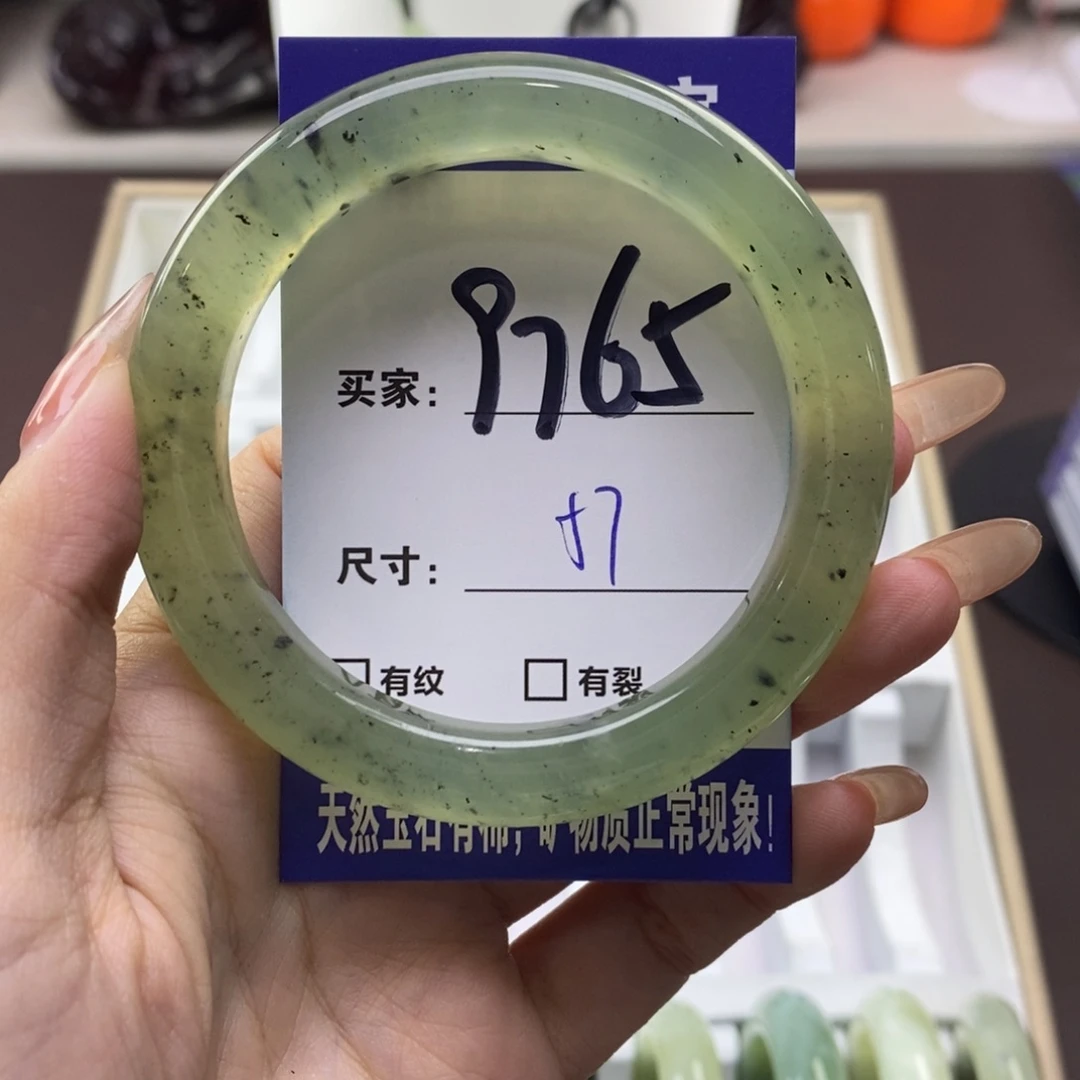 买家：9765
尺寸：57
□有纹 □有裂
天然玉石有棉，矿物质正常现象！